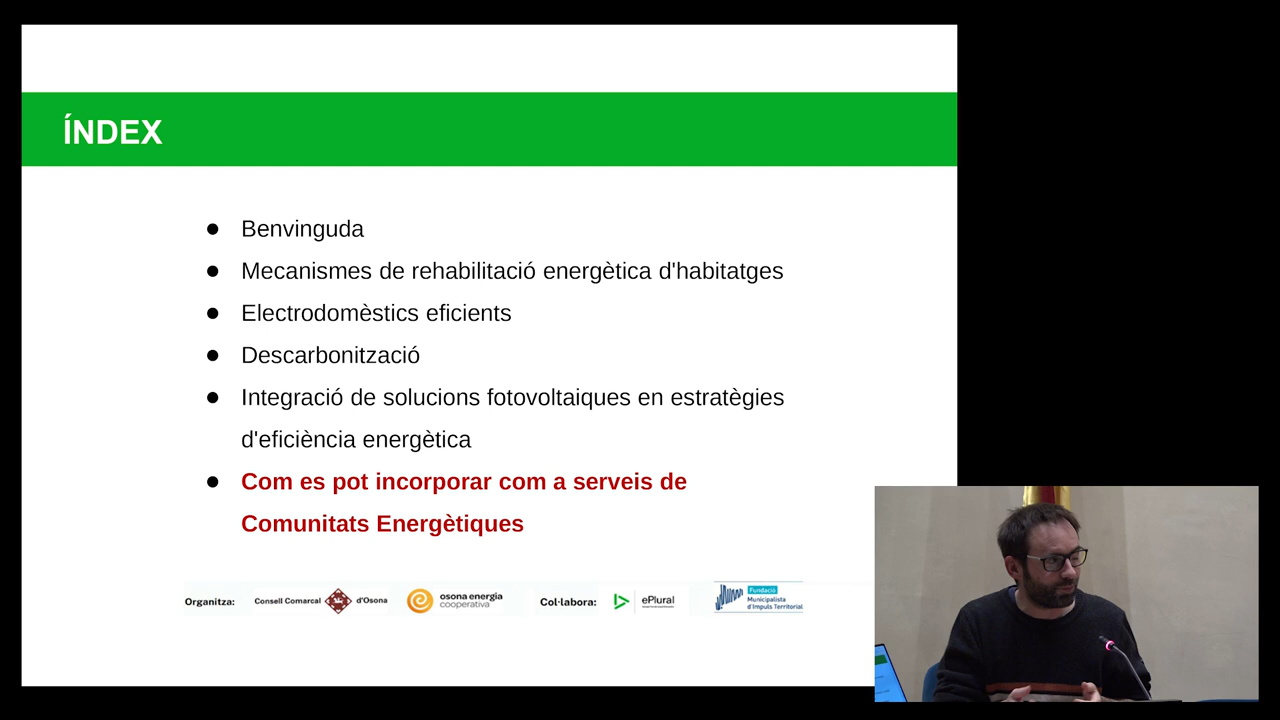 ÍNDEX
Benvinguda
Mecanismes de rehabilitació energètica d'habitatges
Electrodomèstics eficients
Descarbonització
Integració de solucions fotovoltaiques en estratègies
d'eficiència energètica
Com es pot incorporar com a serveis de
Comunitats Energètiques
Organitza: Consell Comarcal d'Osona osona energia cooperativa Col·labora: ePlural Fundació Municipalista d'Impuls Territorial